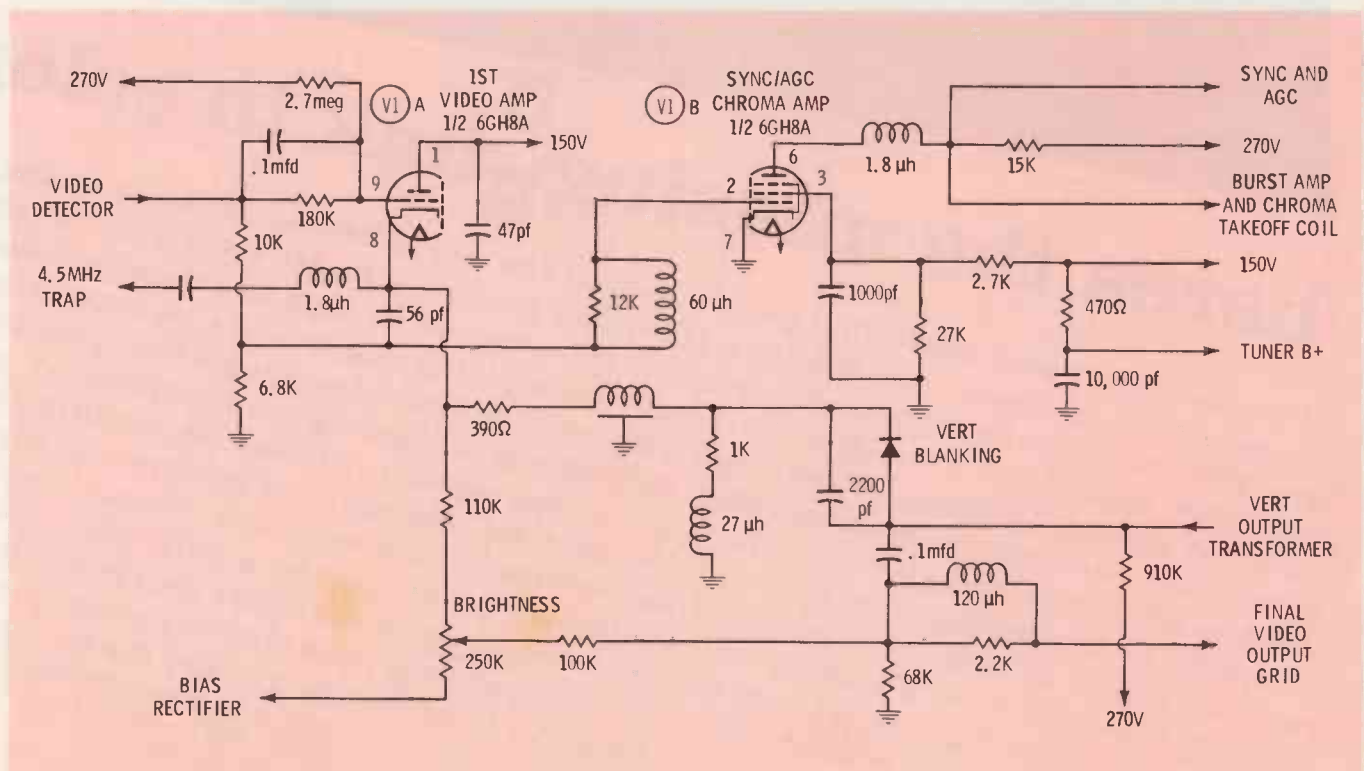 270V
2.7meg
V1 A
1ST
VIDEO AMP
1/2 6GH8A
150V
1
.1mfd
9
VIDEO
DETECTOR
180K
8
47pf
10K
4.5MHz
TRAP
1.8µh
56 pf
6.8K
V1 B
SYNC/AGC
CHROMA AMP
1/2 6GH8A
6
2
3
7
1.8 µh
SYNC AND
AGC
15K
270V
BURST AMP
AND CHROMA
TAKEOFF COIL
12K
60 µh
1000pf
2.7K
150V
27K
470Ω
TUNER B+
10,000 pf
390Ω
1K
27 µh
VERT
BLANKING
2200
pf
VERT
OUTPUT
TRANSFORMER
110K
.1mfd
120 µh
910K
BRIGHTNESS
250K
100K
68K
2.2K
FINAL
VIDEO
OUTPUT
GRID
BIAS
RECTIFIER
270V